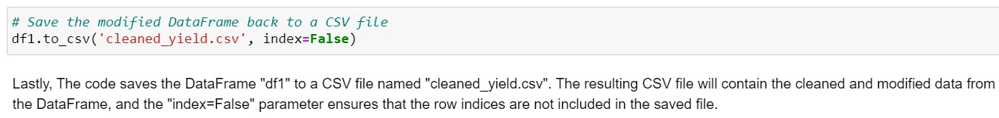 # Save the modified DataFrame back to a CSV file
df1.to_csv('cleaned_yield.csv', index=False)
Lastly, The code saves the DataFrame "df1" to a CSV file named "cleaned_yield.csv". The resulting CSV file will contain the cleaned and modified data from
the DataFrame, and the "index=False" parameter ensures that the row indices are not included in the saved file.